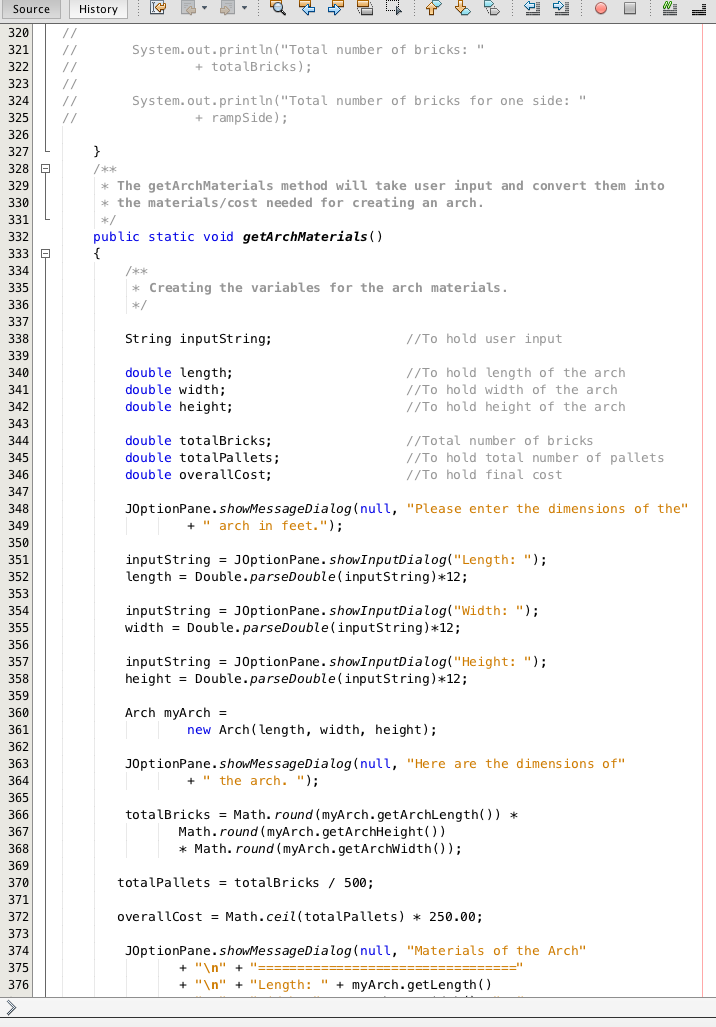 Source History
320 //
321 // System.out.println("Total number of bricks: "
322 // + totalBricks);
323 //
324 // System.out.println("Total number of bricks for one side: "
325 // + rampSide);
326
327 }
328 /**
329 * The getArchMaterials method will take user input and convert them into
330 * the materials/cost needed for creating an arch.
331 */
332 public static void getArchMaterials()
333 {
334 /**
335 * Creating the variables for the arch materials.
336 */
337
338 String inputString; //To hold user input
339
340 double length; //To hold length of the arch
341 double width; //To hold width of the arch
342 double height; //To hold height of the arch
343
344 double totalBricks; //Total number of bricks
345 double totalPallets; //To hold total number of pallets
346 double overallCost; //To hold final cost
347
348 JOptionPane.showMessageDialog(null, "Please enter the dimensions of the"
349 + " arch in feet.");
350
351 inputString = JOptionPane.showInputDialog("Length: ");
352 length = Double.parseDouble(inputString)*12;
353
354 inputString = JOptionPane.showInputDialog("Width: ");
355 width = Double.parseDouble(inputString)*12;
356
357 inputString = JOptionPane.showInputDialog("Height: ");
358 height = Double.parseDouble(inputString)*12;
359
360 Arch myArch =
361 new Arch(length, width, height);
362
363 JOptionPane.showMessageDialog(null, "Here are the dimensions of"
364 + " the arch. ");
365
366 totalBricks = Math.round(myArch.getArchLength()) *
367 Math.round(myArch.getArchHeight())
368 * Math.round(myArch.getArchWidth());
369
370 totalPallets = totalBricks / 500;
371
372 overallCost = Math.ceil(totalPallets) * 250.00;
373
374 JOptionPane.showMessageDialog(null, "Materials of the Arch"
375 + "\n" + "================================="
376 + "\n" + "Length: " + myArch.getLength()